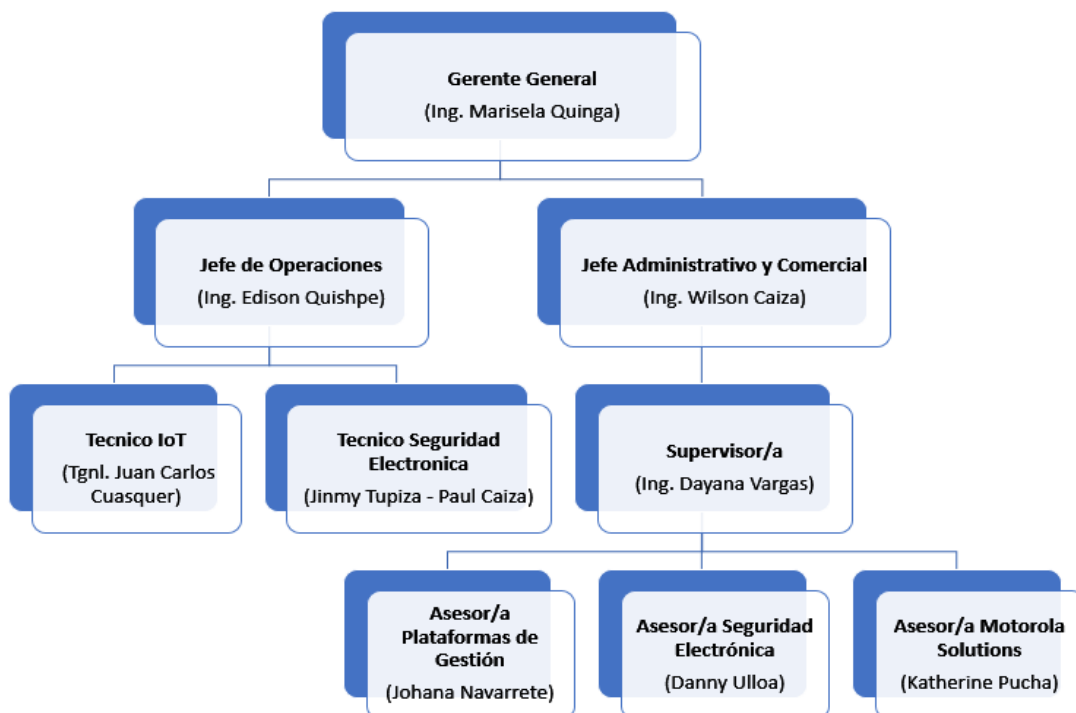 Gerente General
(Ing. Marisela Quinga)
Jefe de Operaciones
(Ing. Edison Quishpe)
Jefe Administrativo y Comercial
(Ing. Wilson Caiza)
Tecnico IoT
(Tgnl. Juan Carlos
Cuasquer)
Tecnico Seguridad
Electronica
(Jinmy Tupiza - Paul Caiza)
Supervisor/a
(Ing. Dayana Vargas)
Asesor/a
Plataformas de
Gestión
(Johana Navarrete)
Asesor/a Seguridad
Electrónica
(Danny Ulloa)
Asesor/a Motorola
Solutions
(Katherine Pucha)